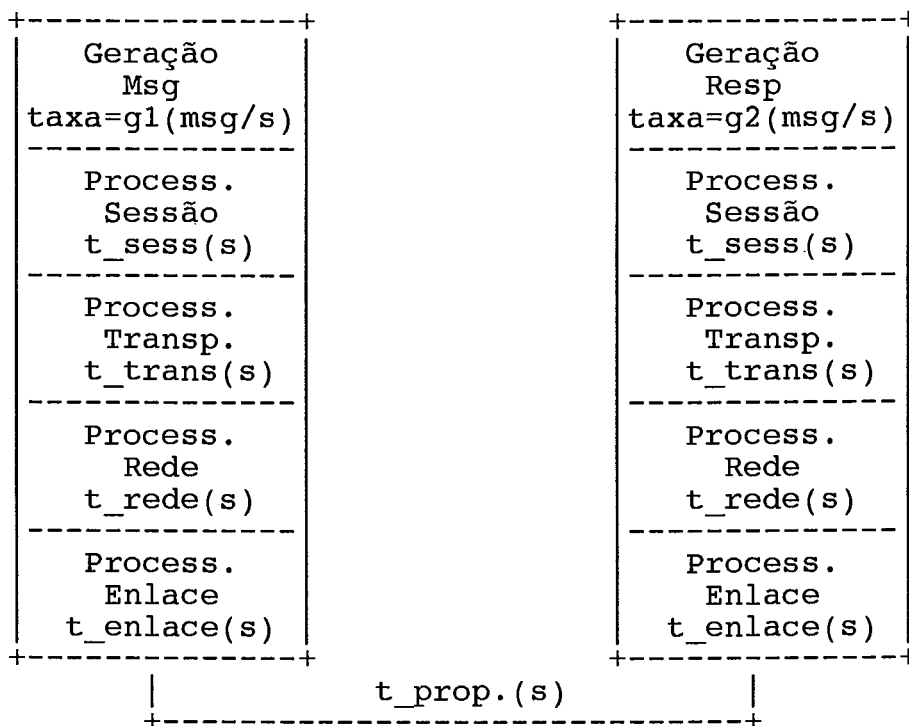 Geração
Msg
taxa=g1(msg/s)
Process.
Sessão
t_sess(s)
Process.
Transp.
t_trans(s)
Process.
Rede
t_rede(s)
Process.
Enlace
t_enlace(s)
Geração
Resp
taxa=g2(msg/s)
Process.
Sessão
t_sess(s)
Process.
Transp.
t_trans(s)
Process.
Rede
t_rede(s)
Process.
Enlace
t_enlace(s)
t_prop.(s)